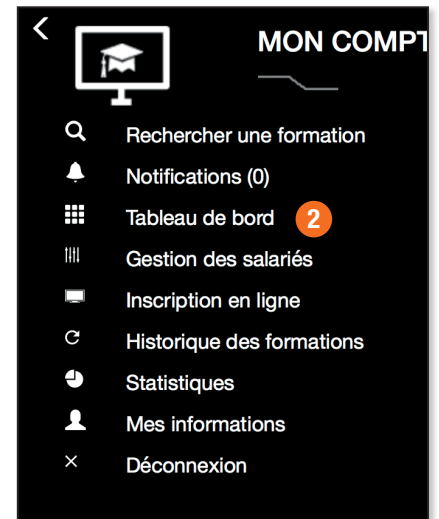 MON COMPT
Rechercher une formation
Notifications (0)
Tableau de bord 2
Gestion des salariés
Inscription en ligne
Historique des formations
Statistiques
Mes informations
Déconnexion